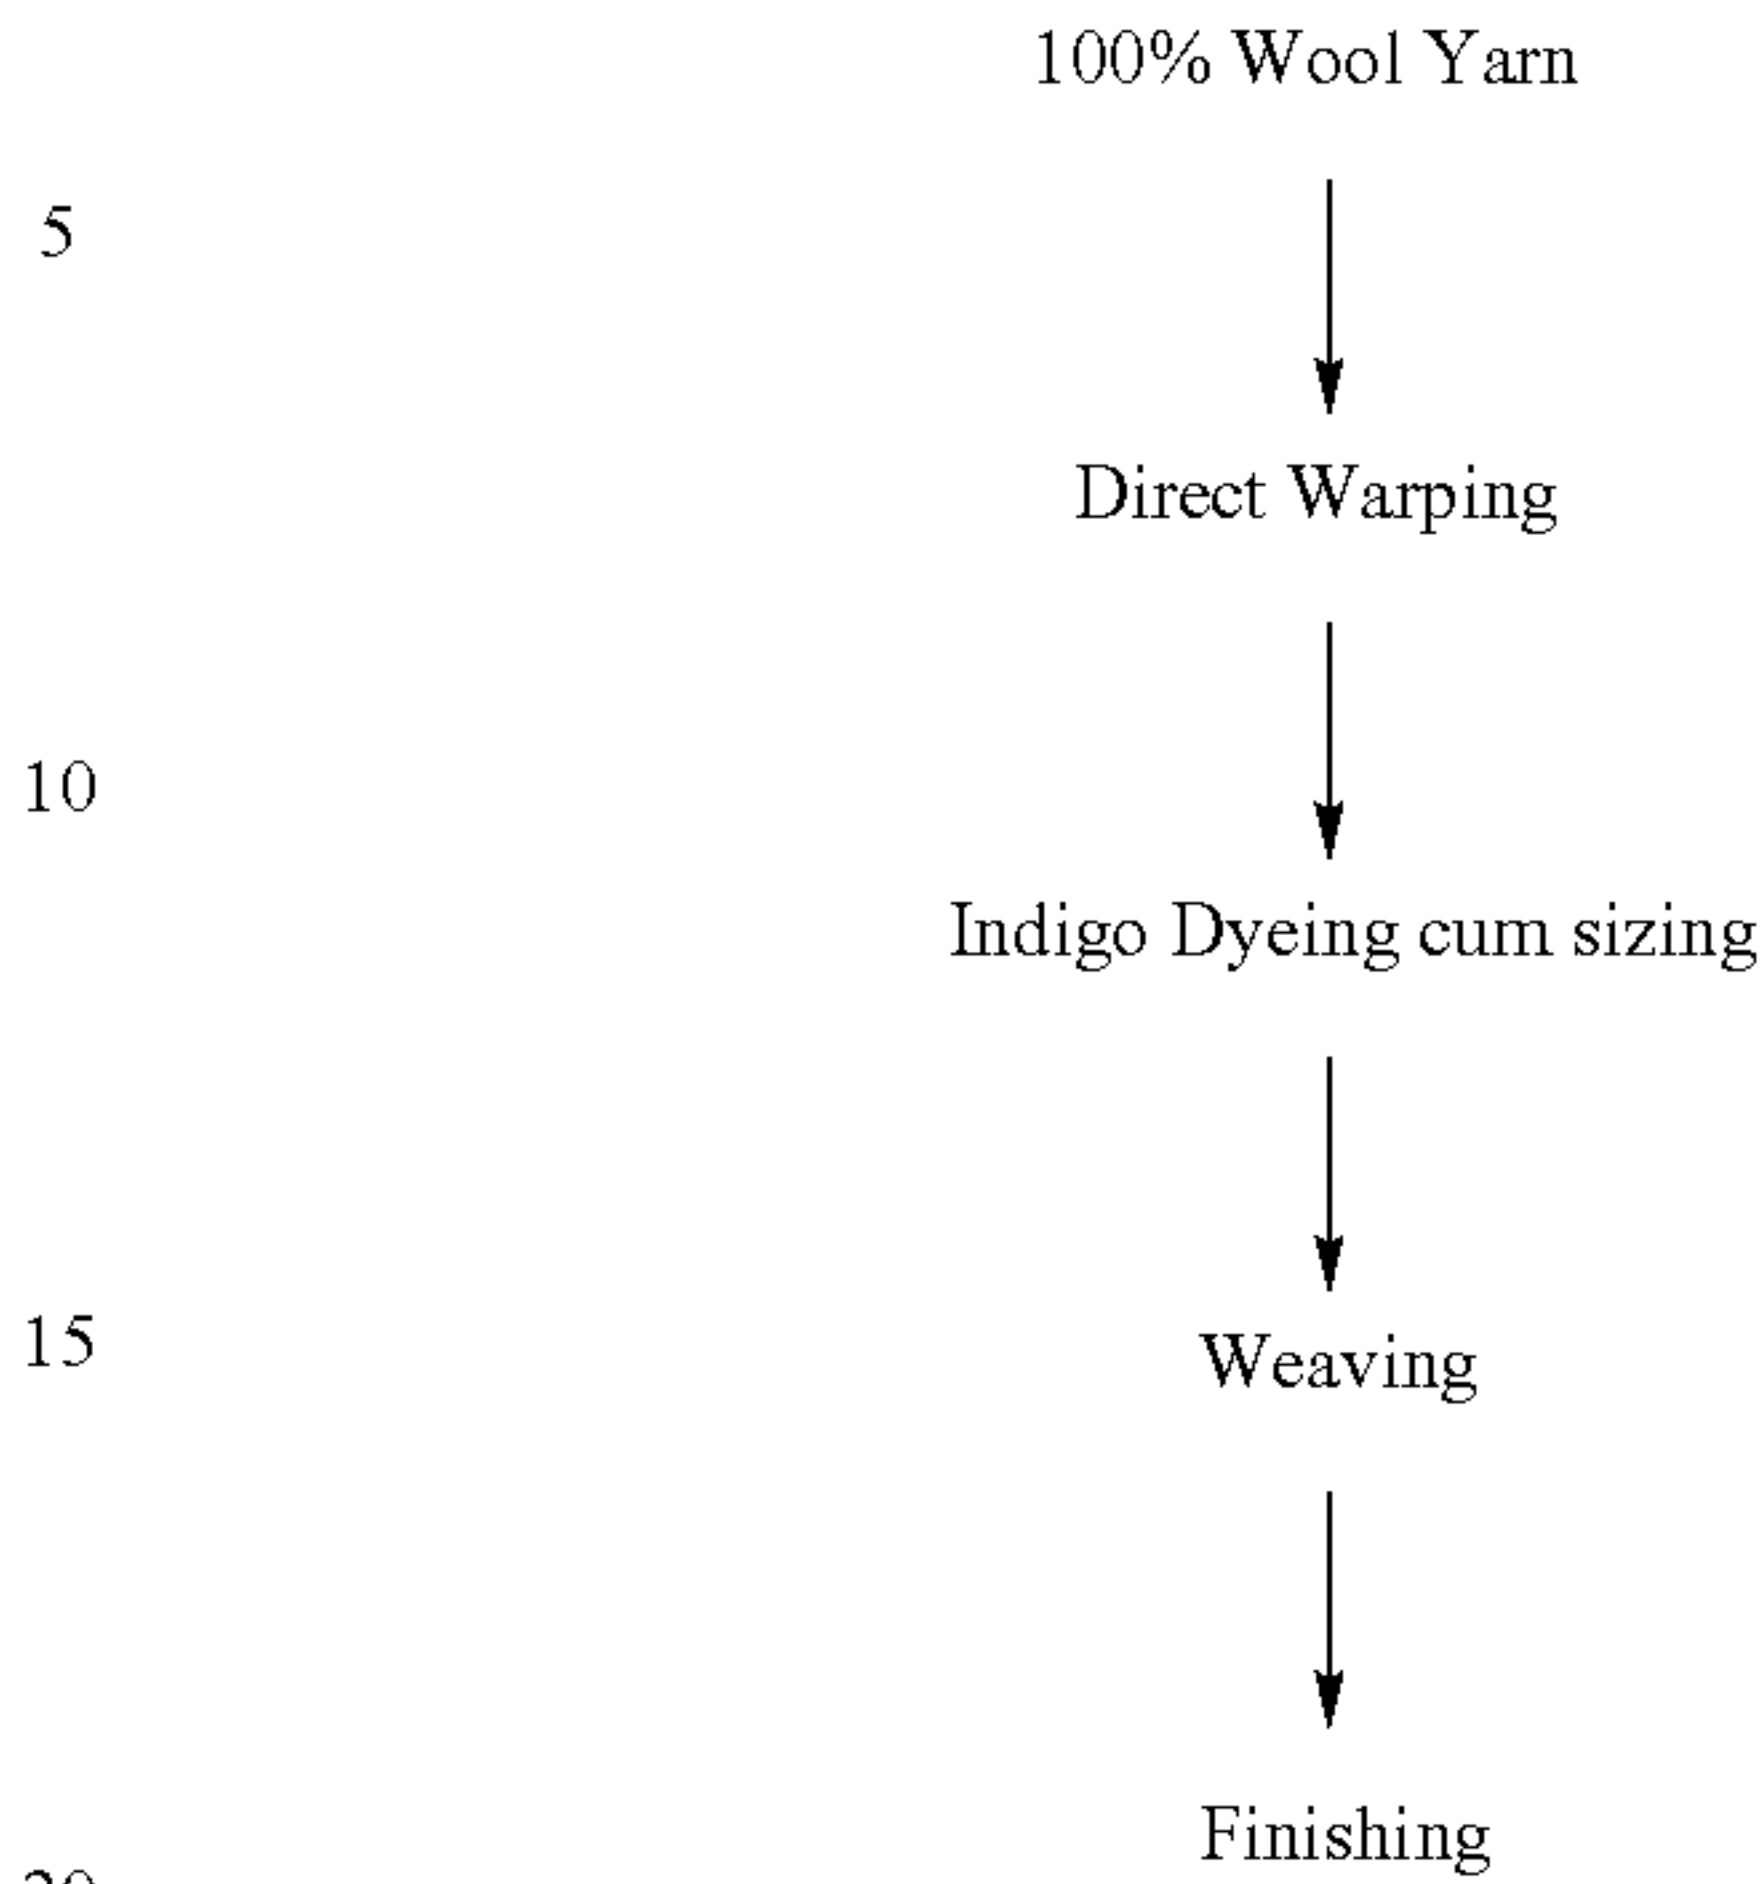 100% Wool Yarn
5
Direct Warping
10
Indigo Dyeing cum sizing
15
Weaving
Finishing